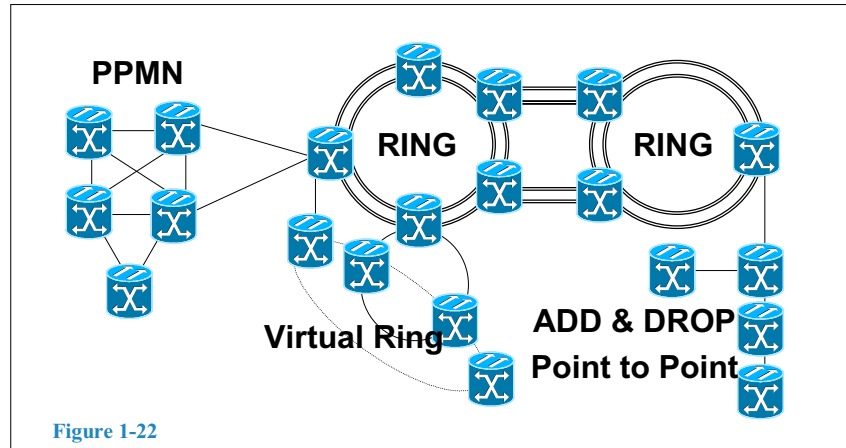 PPMN
RING
RING
Virtual Ring
ADD & DROP
Point to Point
Figure 1-22